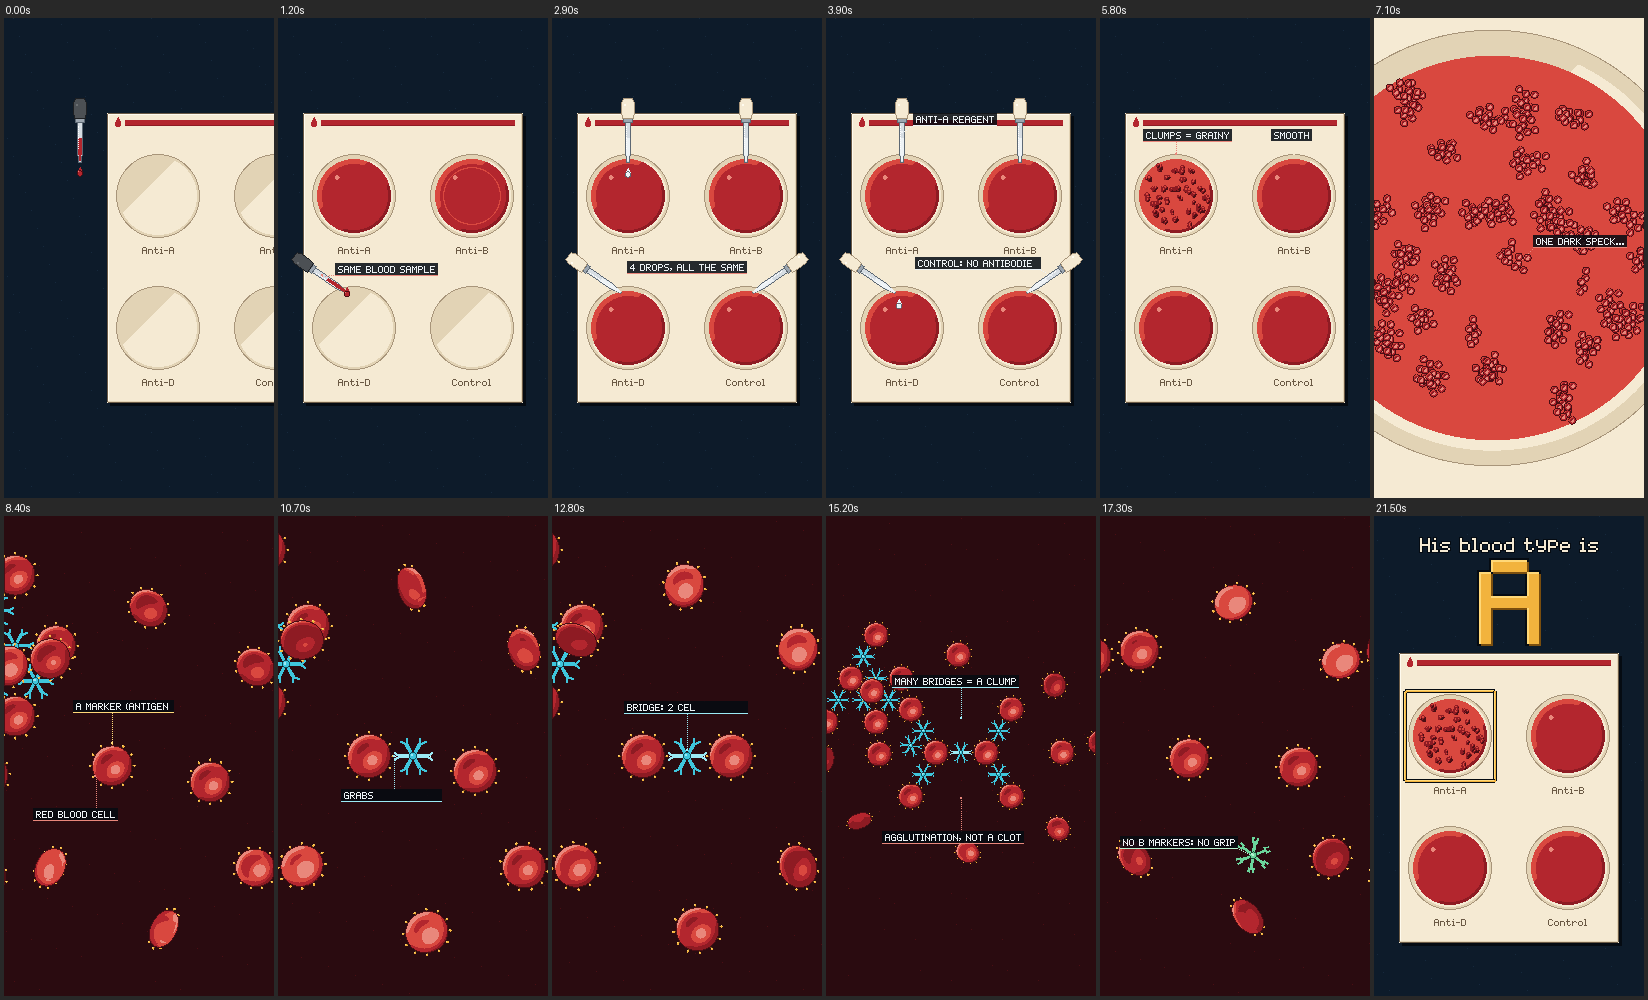 0.00s
1.20s
2.90s
3.90s
5.80s
7.10s
Anti-A
Ant
Anti-D
Con
Anti-A
Anti-B
SAME BLOOD SAMPLE
Anti-D
Control
Anti-A
Anti-B
4 DROPS, ALL THE SAME
Anti-D
Control
ANTI-A REAGENT
Anti-A
Anti-B
CONTROL: NO ANTIBODIE
Anti-D
Control
CLUMPS = GRAINY
SMOOTH
Anti-A
Anti-B
Anti-D
Control
ONE DARK SPECK...
8.40s
10.70s
12.80s
15.20s
17.30s
21.50s
A MARKER (ANTIGEN
RED BLOOD CELL
GRABS
BRIDGE: 2 CEL
MANY BRIDGES = A CLUMP
AGGLUTINATION, NOT A CLOT
NO B MARKERS: NO GRIP
His blood type is
A
Anti-A
Anti-B
Anti-D
Control